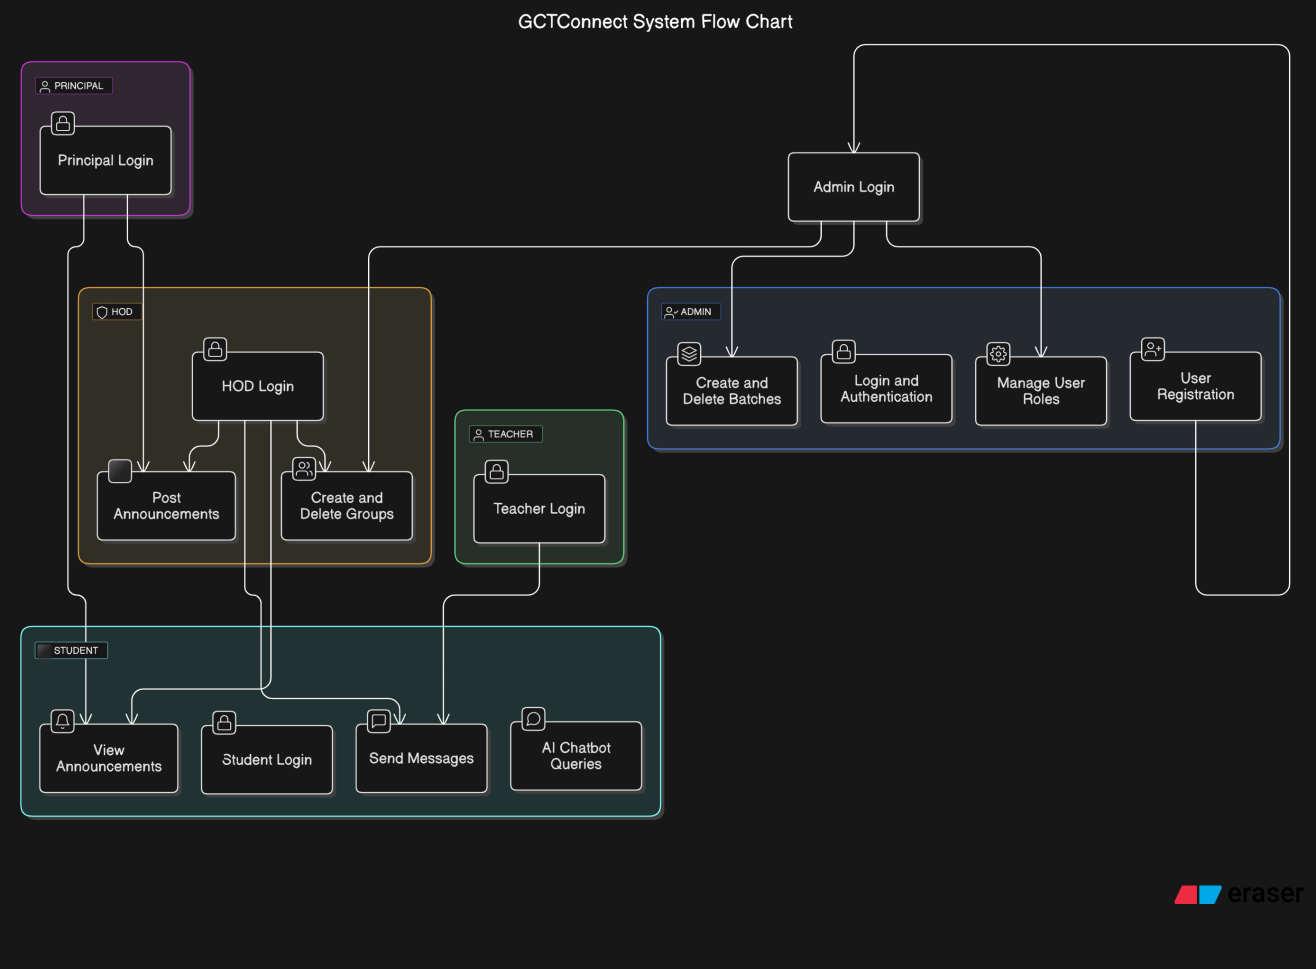 GCTConnect System Flow Chart
PRINCIPAL
Principal Login
Admin Login
HOD
HOD Login
Post
Announcements
Create and
Delete Groups
TEACHER
Teacher Login
ADMIN
Create and
Delete Batches
Login and
Authentication
Manage User
Roles
User
Registration
STUDENT
View
Announcements
Student Login
Send Messages
AI Chatbot
Queries
eraser